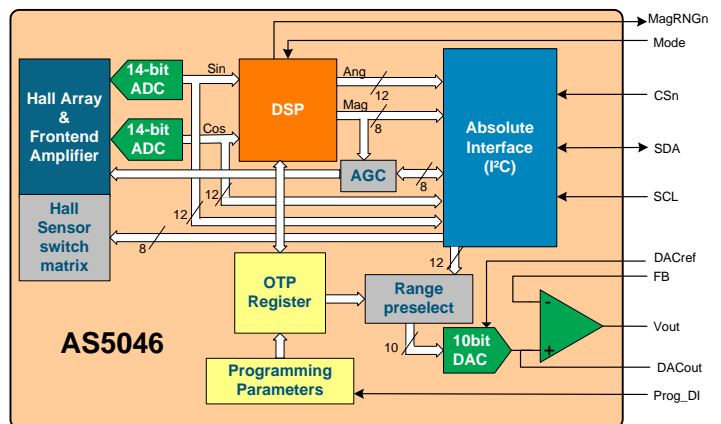 MagRNGn
Mode
14-bit
ADC
Sin
Ang
12
Hall Array
&
Frontend
Amplifier
DSP
CSn
14-bit
ADC
Cos
Mag
8
Absolute
Interface
(I²C)
SDA
AGC
8
12
12
SCL
Hall
Sensor
switch
matrix
8
12
OTP
Register
Range
preselect
DACref
FB
-
AS5046
10
10bit
DAC
+
Vout
Programming
Parameters
DACout
Prog_DI